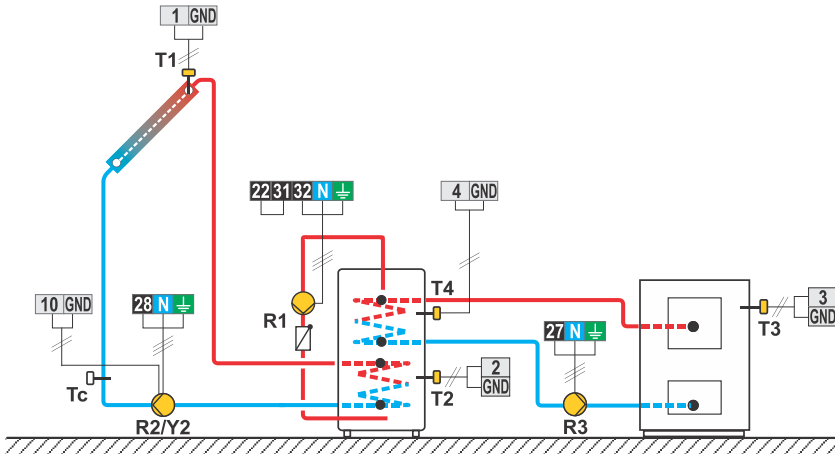 1 GND
T1
22 31 32 N
4 GND
T4
10 GND
28 N
R1
3
GND
T3
27 N
2
GND
T2
Tc
R2/Y2
R3